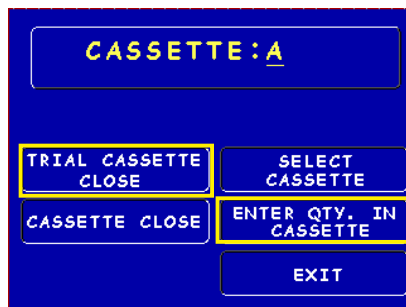 CASSETTE:A
TRIAL CASSETTE
CLOSE
SELECT
CASSETTE
CASSETTE CLOSE
ENTER QTY. IN
CASSETTE
EXIT